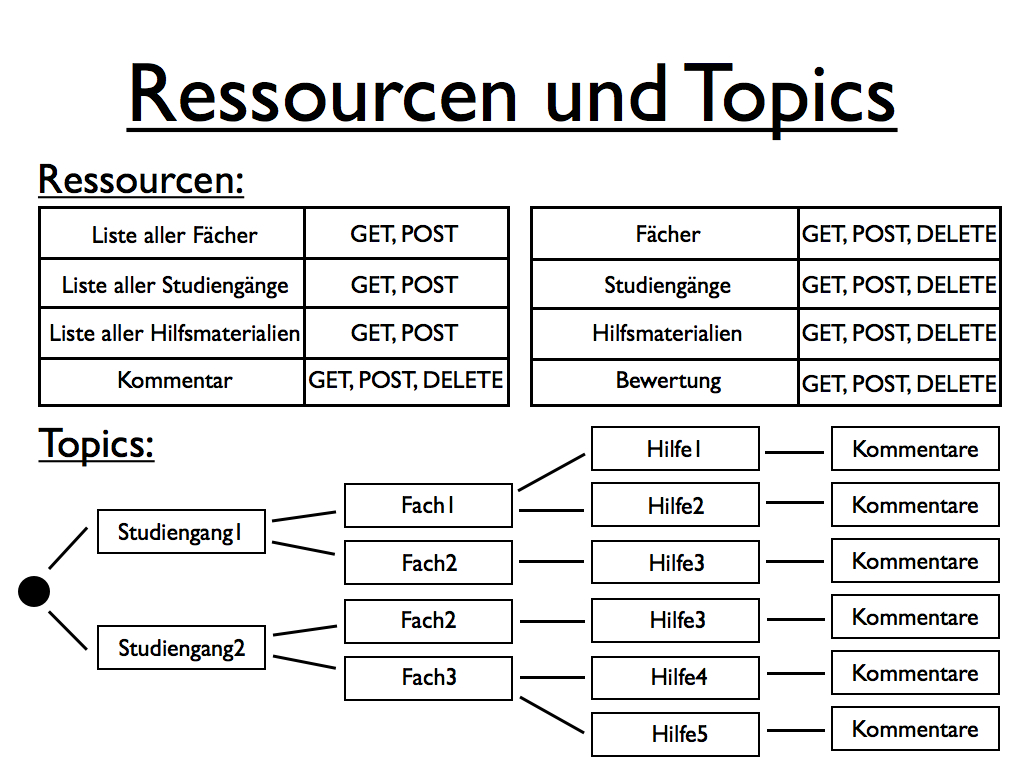 Ressourcen und Topics
Ressourcen:
Liste aller Fächer GET, POST
Liste aller Studiengänge GET, POST
Liste aller Hilfsmaterialien GET, POST
Kommentar GET, POST, DELETE
Fächer GET, POST, DELETE
Studiengänge GET, POST, DELETE
Hilfsmaterialien GET, POST, DELETE
Bewertung GET, POST, DELETE
Topics:
Studiengang1
Studiengang2
Fach1
Fach2
Fach2
Fach3
Hilfe1
Hilfe2
Hilfe3
Hilfe3
Hilfe4
Hilfe5
Kommentare
Kommentare
Kommentare
Kommentare
Kommentare
Kommentare